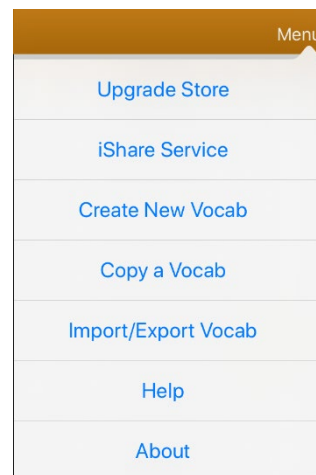 Menu
Upgrade Store
iShare Service
Create New Vocab
Copy a Vocab
Import/Export Vocab
Help
About